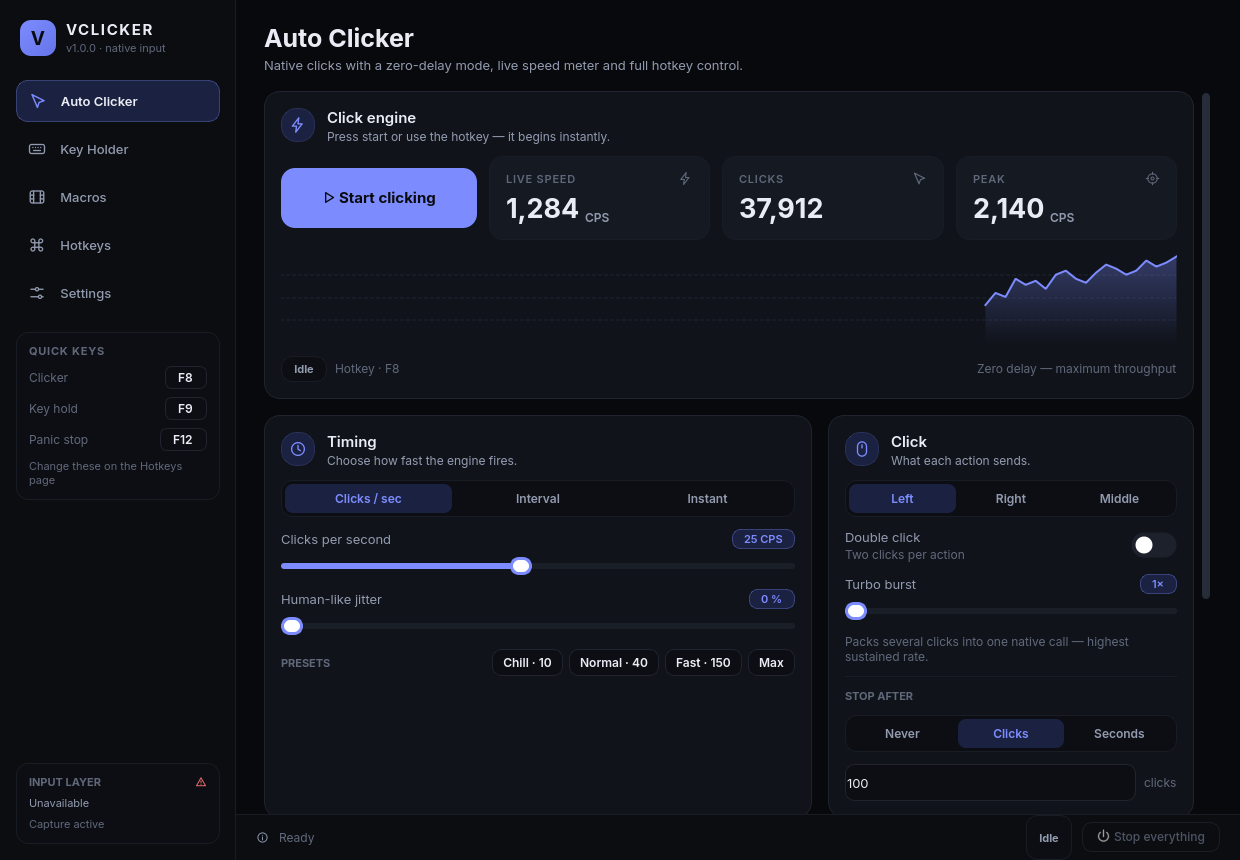 V
VCLICKER
v1.0.0 · native input
Auto Clicker
Key Holder
Macros
Hotkeys
Settings
QUICK KEYS
Clicker F8
Key hold F9
Panic stop F12
Change these on the Hotkeys
page
INPUT LAYER
Unavailable
Capture active
Auto Clicker
Native clicks with a zero-delay mode, live speed meter and full hotkey control.
Click engine
Press start or use the hotkey — it begins instantly.
Start clicking
LIVE SPEED
1,284 CPS
CLICKS
37,912
PEAK
2,140 CPS
Idle Hotkey · F8
Zero delay — maximum throughput
Timing
Choose how fast the engine fires.
Clicks / sec Interval Instant
Clicks per second 25 CPS
Human-like jitter 0 %
PRESETS Chill · 10 Normal · 40 Fast · 150 Max
Click
What each action sends.
Left Right Middle
Double click
Two clicks per action
Turbo burst 1×
Packs several clicks into one native call — highest
sustained rate.
STOP AFTER
Never Clicks Seconds
100 clicks
Ready
Idle Stop everything